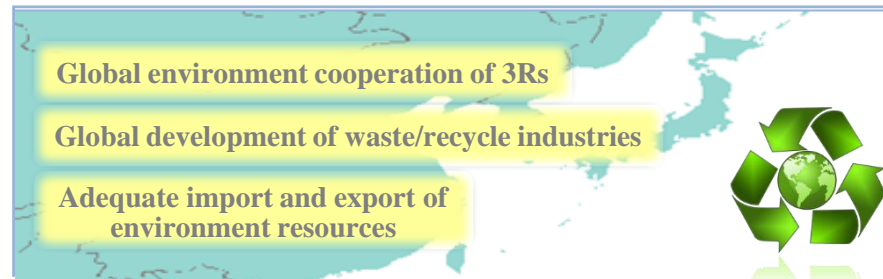 Global environment cooperation of 3Rs
Global development of waste/recycle industries
Adequate import and export of
environment resources